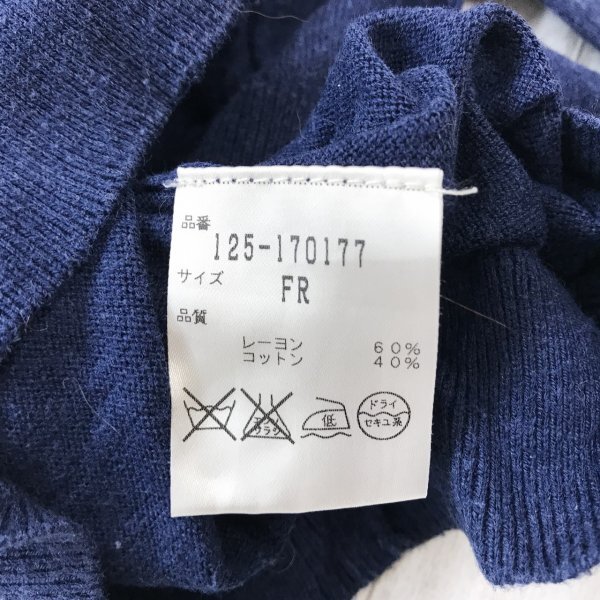 品番
125-170177
サイズ
FR
品質
レーヨン 60%
コットン 40%
低
ドライ
セキユ系